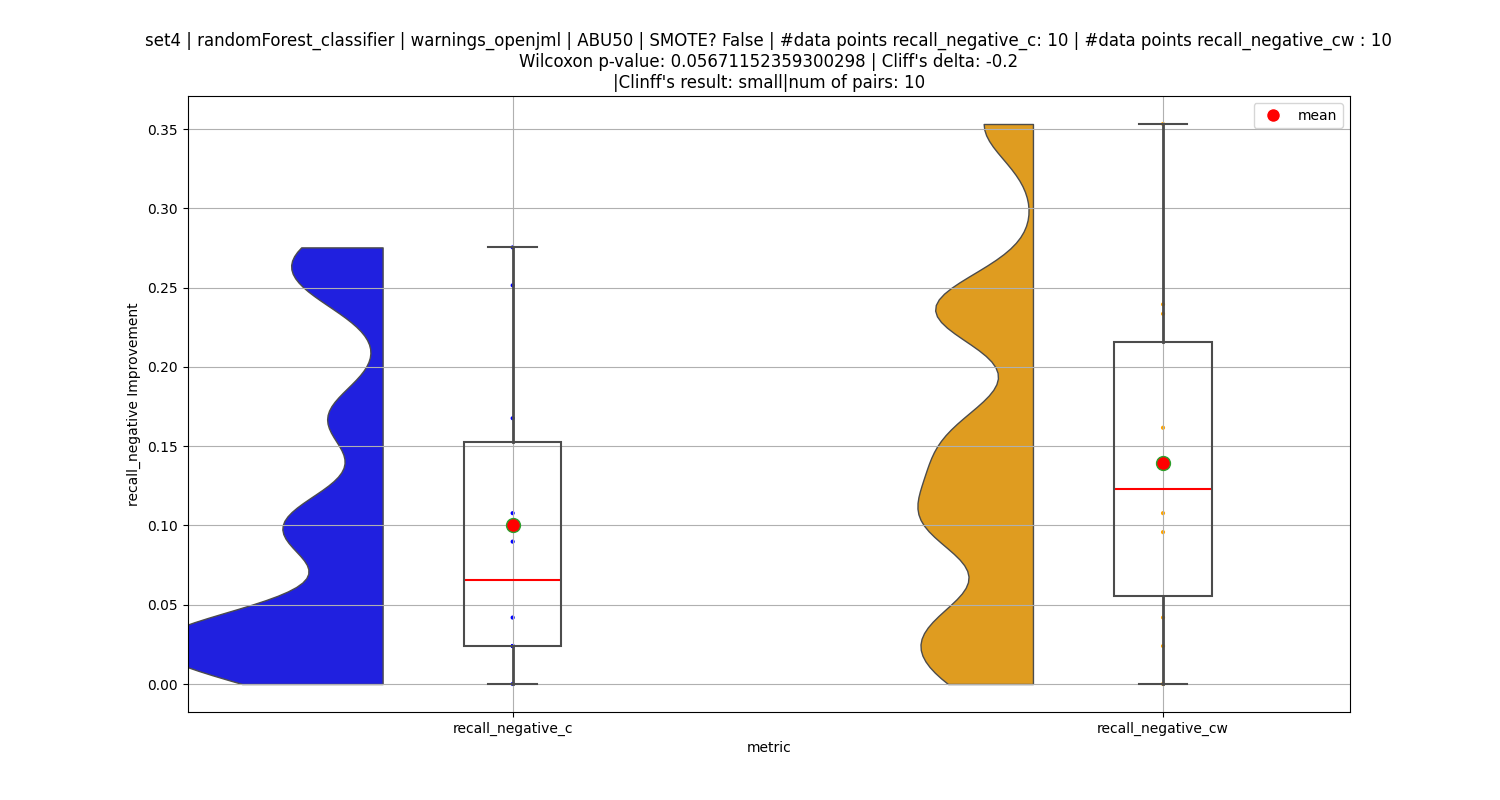 set4 | randomForest_classifier | warnings_openjml | ABU50 | SMOTE? False | #data points recall_negative_c: 10 | #data points recall_negative_cw : 10
Wilcoxon p-value: 0.05671152359300298 | Cliff's delta: -0.2
|Clinff's result: small|num of pairs: 10
mean
0.35
0.30
0.25
0.20
0.15
0.10
0.05
0.00
recall_negative Improvement
recall_negative_c
recall_negative_cw
metric